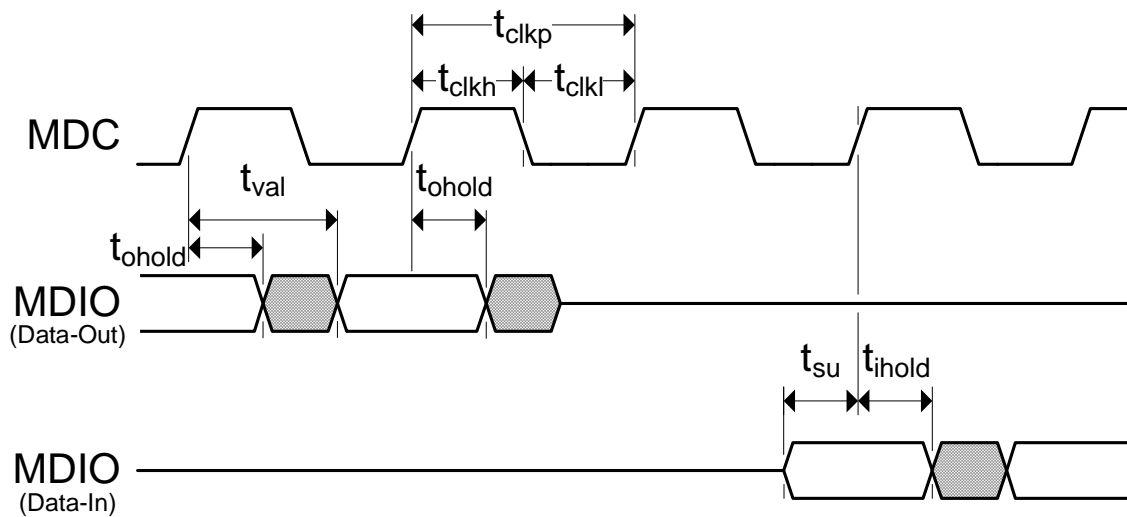 tclkp
tclkh tclkl
MDC
tval tohold
tohold
MDIO
(Data-Out)
tsu tihold
MDIO
(Data-In)